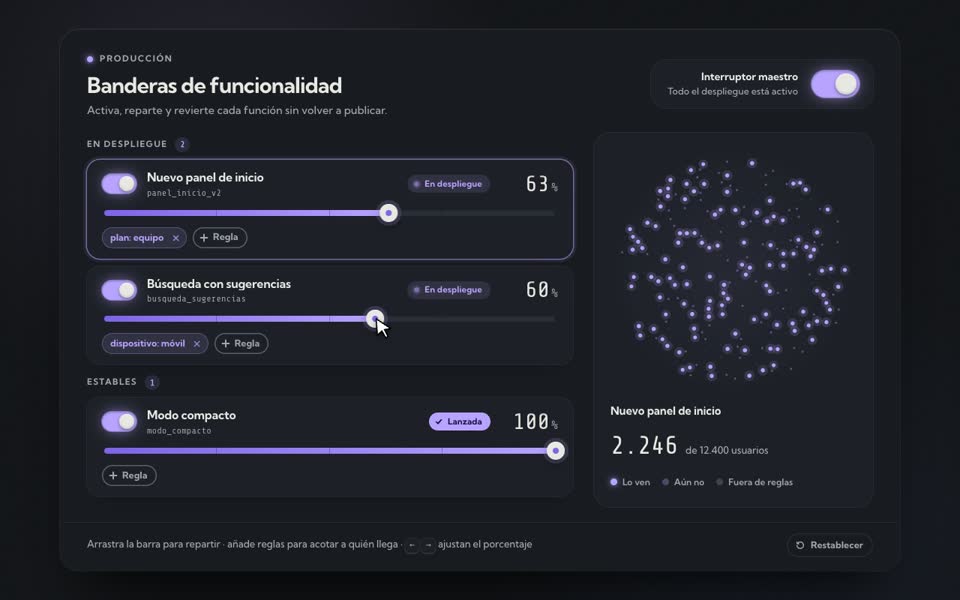 PRODUCCIÓN
Banderas de funcionalidad
Activa, reparte y revierte cada función sin volver a publicar.
Interruptor maestro
Todo el despliegue está activo
EN DESPLIEGUE 2
Nuevo panel de inicio
panel_inicio_v2
En despliegue
63%
plan: equipo ×
+ Regla
Búsqueda con sugerencias
busqueda_sugerencias
En despliegue
60%
dispositivo: móvil ×
+ Regla
ESTABLES 1
Modo compacto
modo_compacto
✓ Lanzada
100%
+ Regla
Nuevo panel de inicio
2.246 de 12.400 usuarios
Lo ven Aún no Fuera de reglas
Arrastra la barra para repartir · añade reglas para acotar a quién llega · ← → ajustan el porcentaje
Restablecer